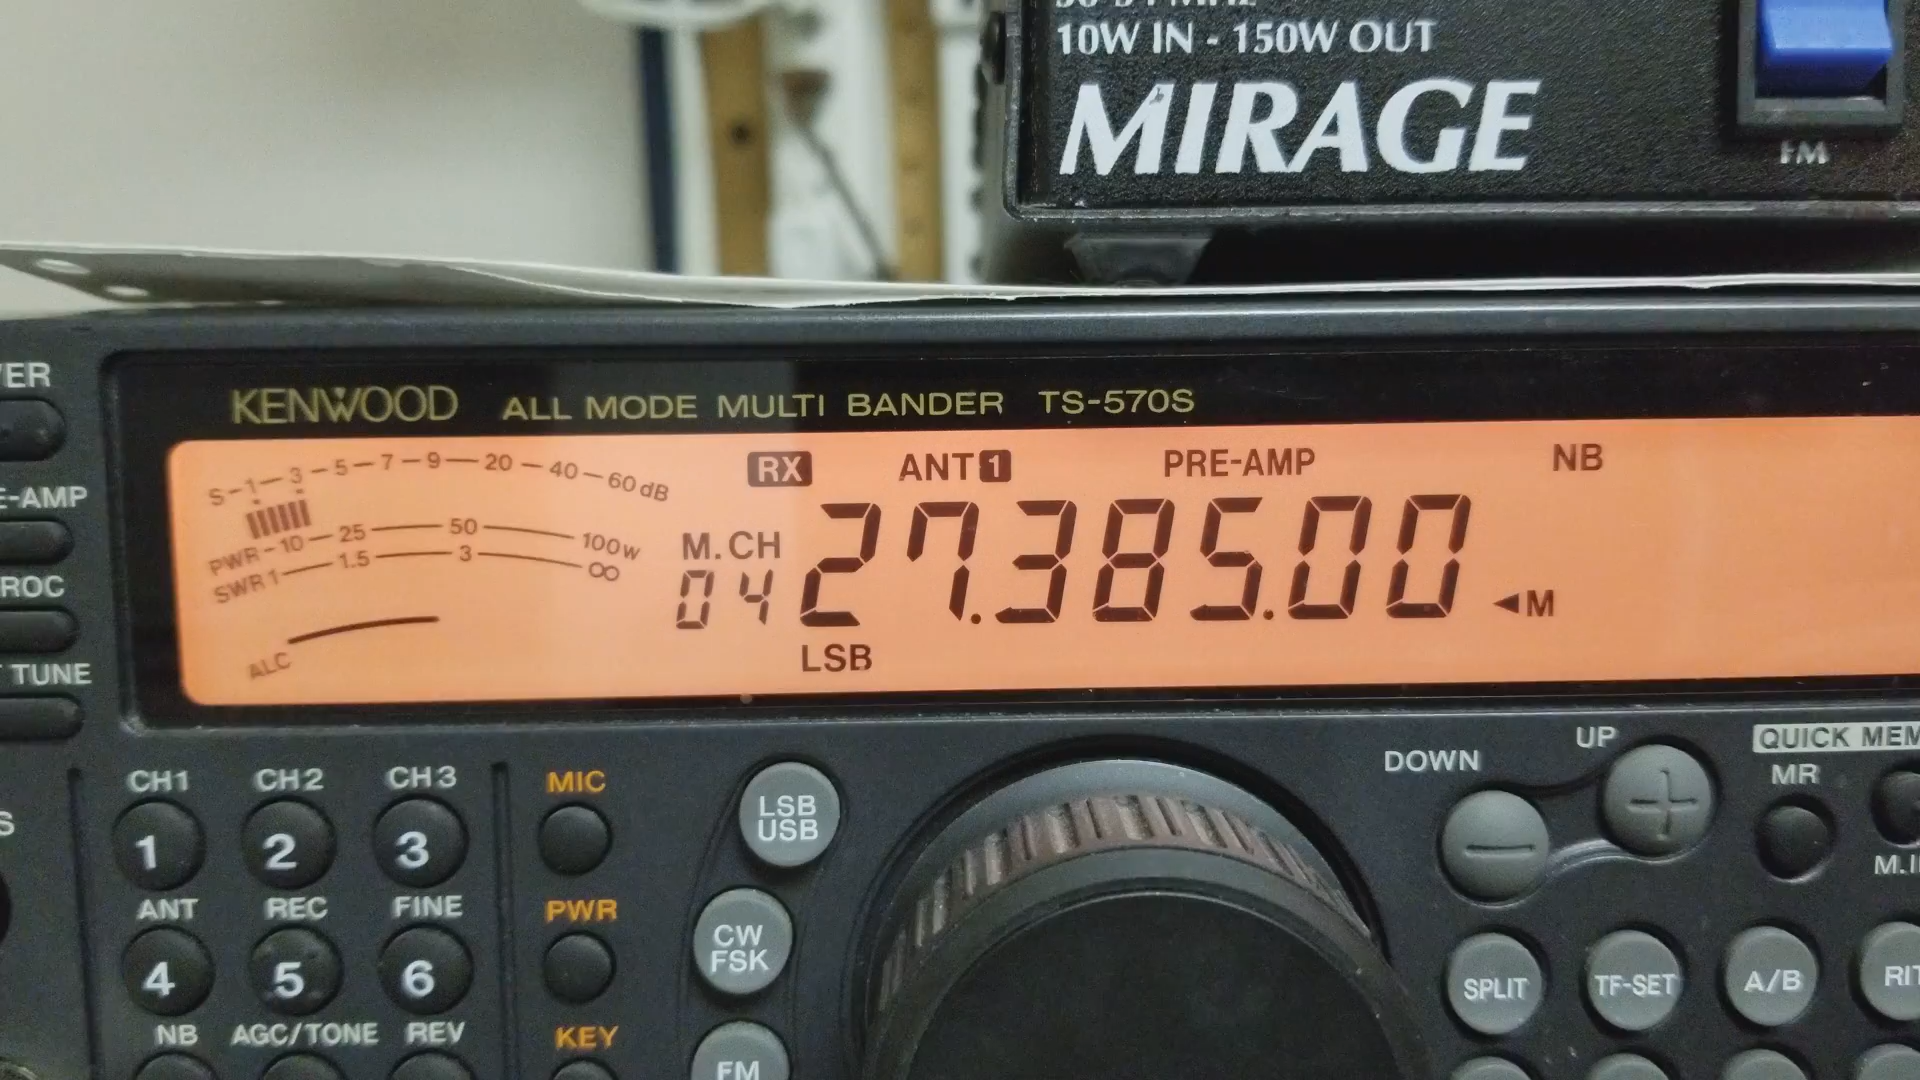 10W IN - 150W OUT
MIRAGE
FM
KENWOOD ALL MODE MULTI BANDER TS-570S
S-1-3-5-7-9-20-40-60dB
RX ANT 1 PRE-AMP NB
PWR-10-25-50-100W
SWR1-1.5-3-∞
ALC
M.CH
04 27.385.00 ◄M
LSB
E-AMP
ROC
T TUNE
CH1 CH2 CH3
1 2 3
ANT REC FINE
4 5 6
NB AGC/TONE REV
MIC
PWR
KEY
LSB
USB
CW
FSK
FM
DOWN UP
− +
QUICK MEM
MR
SPLIT TF-SET A/B RIT